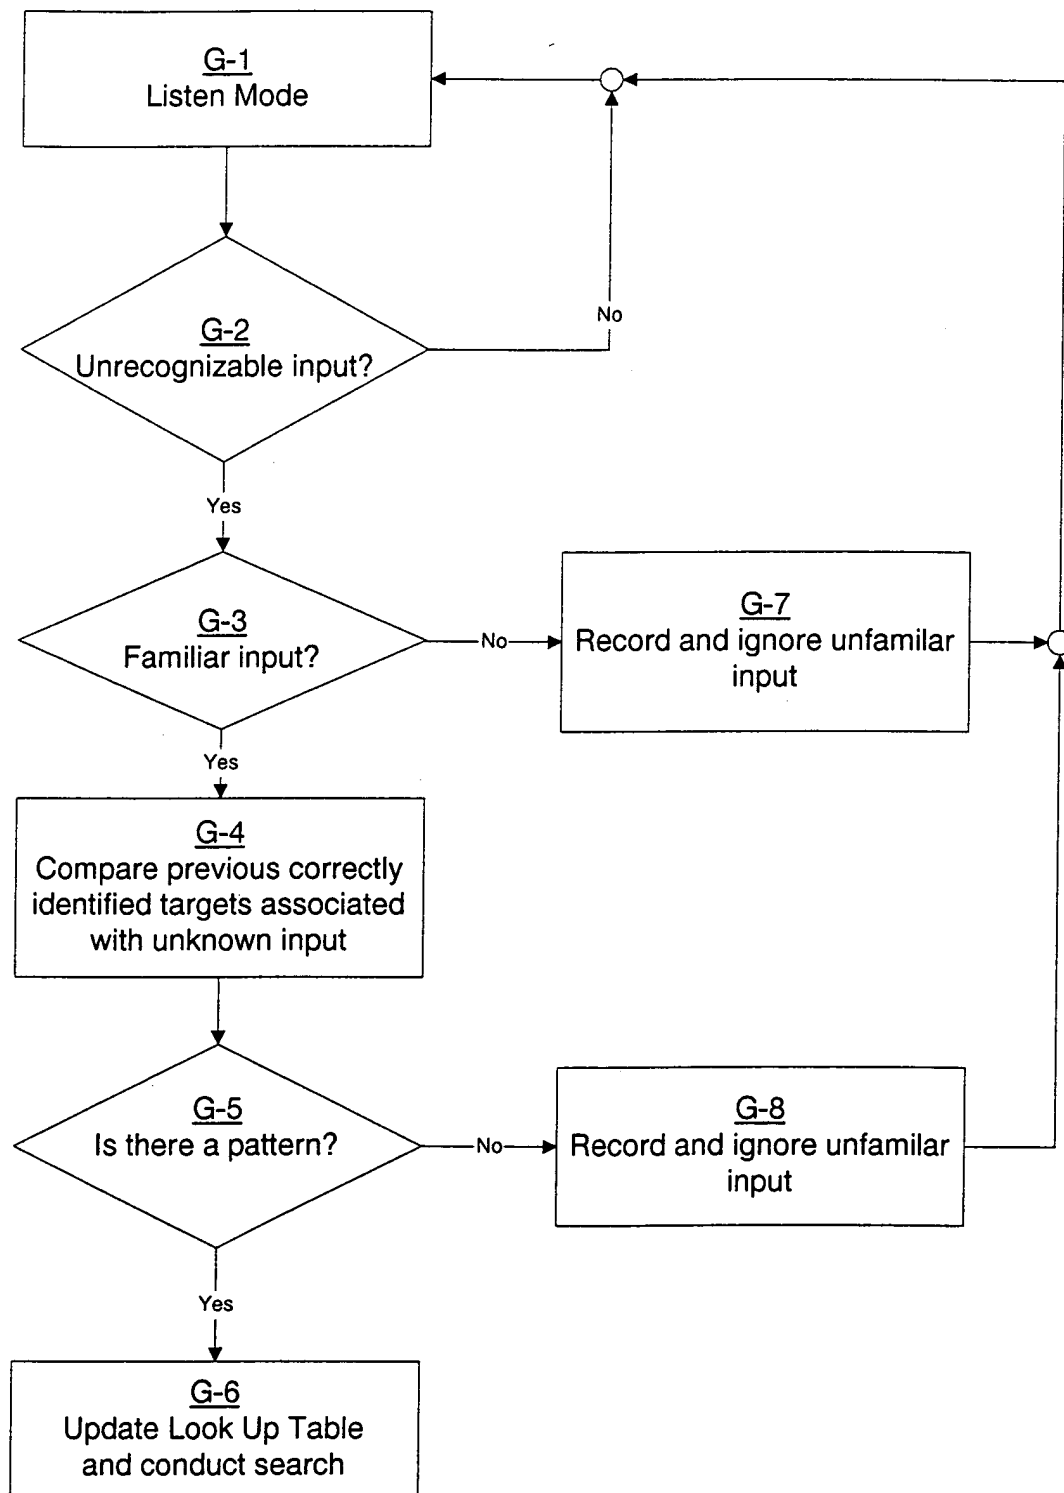 G-1
Listen Mode
G-2
Unrecognizable input?
No
Yes
G-3
Familiar input?
No
G-7
Record and ignore unfamilar
input
Yes
G-4
Compare previous correctly
identified targets associated
with unknown input
G-5
Is there a pattern?
No
G-8
Record and ignore unfamilar
input
Yes
G-6
Update Look Up Table
and conduct search